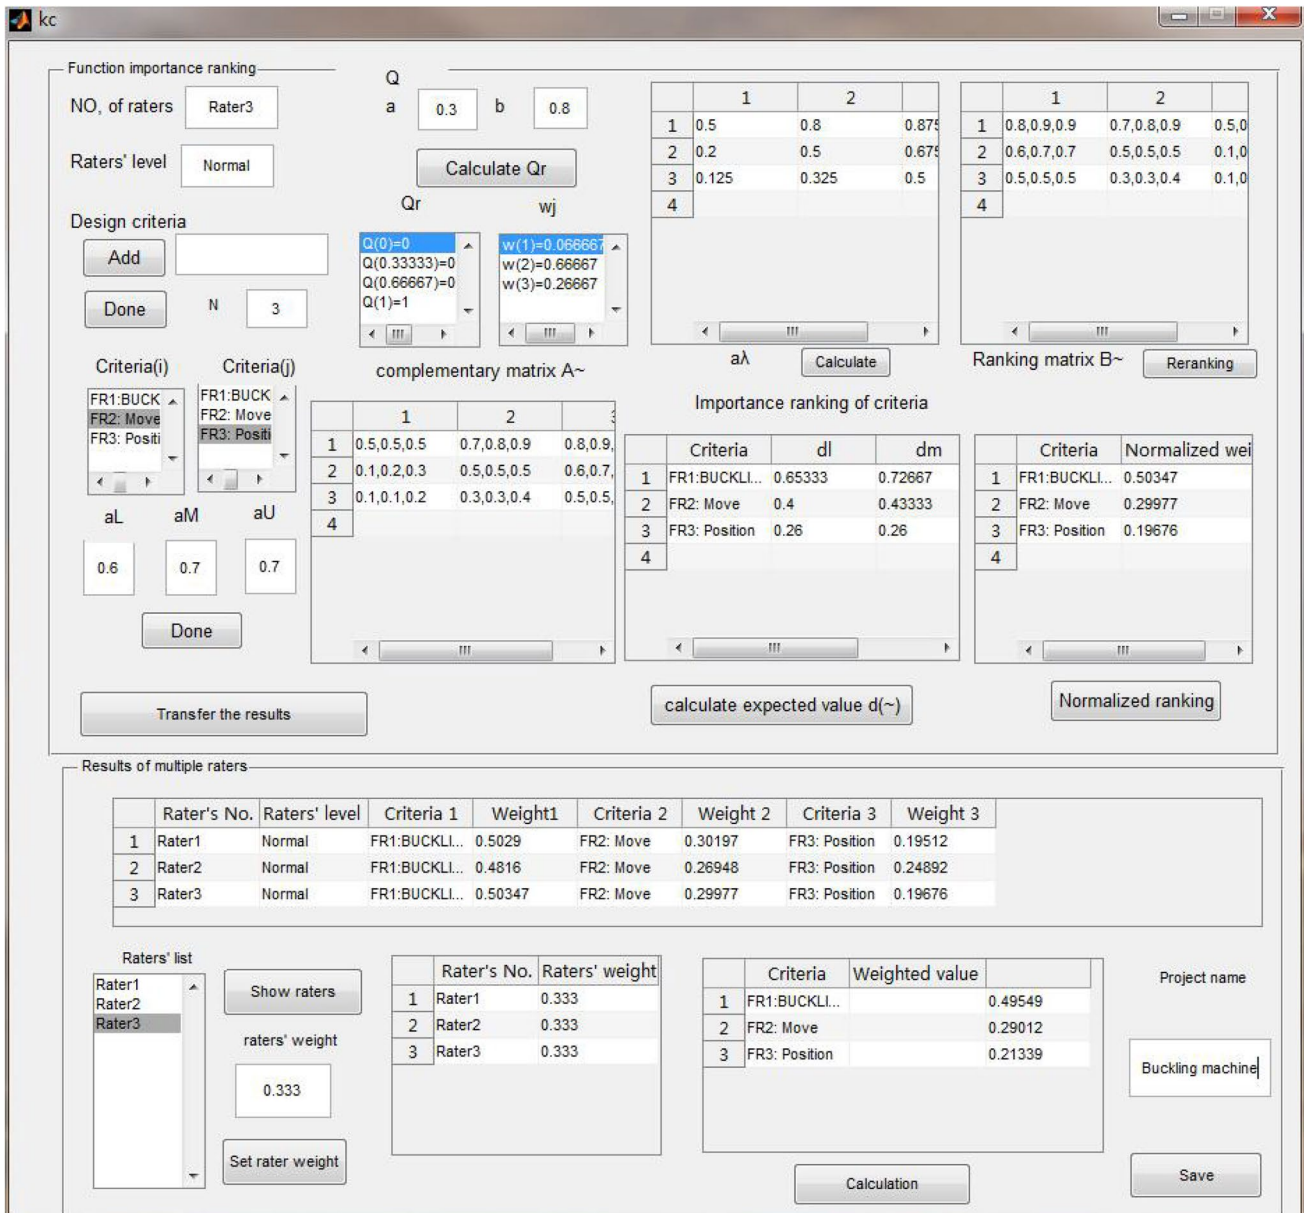 kc
Function importance ranking
NO, of raters Rater3
Raters' level Normal
Design criteria
Add
Done N 3
Criteria(i) Criteria(j)
FR1:BUCK
FR2: Move
FR3: Positi
FR1:BUCK
FR2: Move
FR3: Positi
aL aM aU
0.6 0.7 0.7
Done
Transfer the results
Q
a 0.3 b 0.8
Calculate Qr
Qr wj
Q(0)=0
Q(0.33333)=0
Q(0.66667)=0
Q(1)=1
w(1)=0.066667
w(2)=0.66667
w(3)=0.26667
complementary matrix A~
1 2
1 0.5,0.5,0.5 0.7,0.8,0.9 0.8,0.9,
2 0.1,0.2,0.3 0.5,0.5,0.5 0.6,0.7,
3 0.1,0.1,0.2 0.3,0.3,0.4 0.5,0.5,
4
1 2
1 0.5 0.8 0.875
2 0.2 0.5 0.675
3 0.125 0.325 0.5
4
aλ Calculate
1 2
1 0.8,0.9,0.9 0.7,0.8,0.9 0.5,0
2 0.6,0.7,0.7 0.5,0.5,0.5 0.1,0
3 0.5,0.5,0.5 0.3,0.3,0.4 0.1,0
4
Ranking matrix B~ Reranking
Importance ranking of criteria
Criteria dl dm
1 FR1:BUCKLI... 0.65333 0.72667
2 FR2: Move 0.4 0.43333
3 FR3: Position 0.26 0.26
4
calculate expected value d(~)
Criteria Normalized wei
1 FR1:BUCKLI... 0.50347
2 FR2: Move 0.29977
3 FR3: Position 0.19676
4
Normalized ranking
Results of multiple raters
Rater's No. Raters' level Criteria 1 Weight1 Criteria 2 Weight 2 Criteria 3 Weight 3
1 Rater1 Normal FR1:BUCKLI... 0.5029 FR2: Move 0.30197 FR3: Position 0.19512
2 Rater2 Normal FR1:BUCKLI... 0.4816 FR2: Move 0.26948 FR3: Position 0.24892
3 Rater3 Normal FR1:BUCKLI... 0.50347 FR2: Move 0.29977 FR3: Position 0.19676
Raters' list
Rater1
Rater2
Rater3
Show raters
raters' weight
0.333
Set rater weight
Rater's No. Raters' weight
1 Rater1 0.333
2 Rater2 0.333
3 Rater3 0.333
Criteria Weighted value
1 FR1:BUCKLI... 0.49549
2 FR2: Move 0.29012
3 FR3: Position 0.21339
Calculation
Project name
Buckling machine
Save